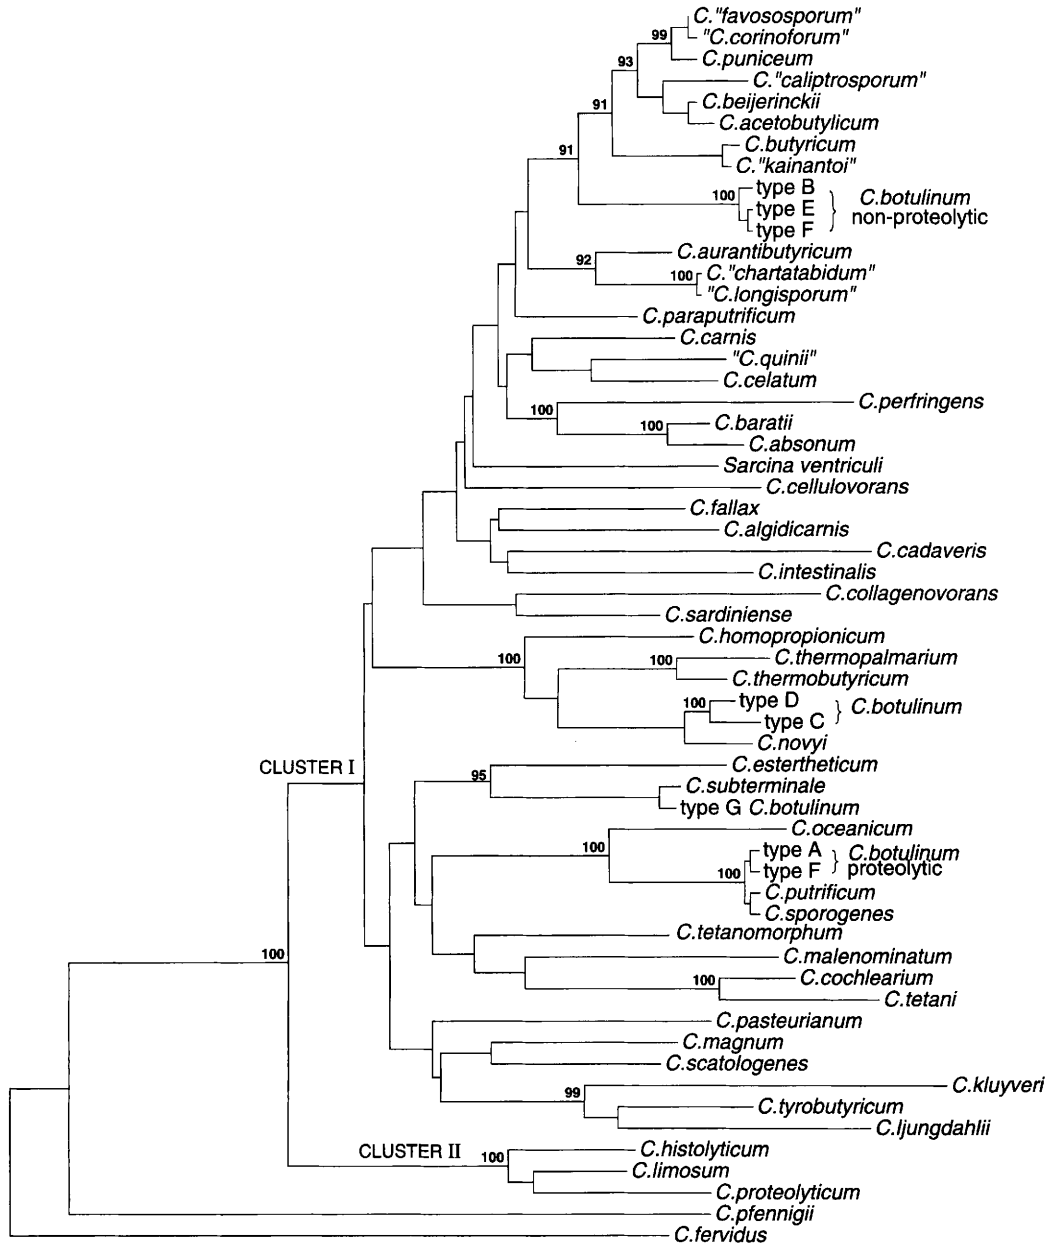 C."favososporum"
99
"C.corinoforum"
93
C.puniceum
C."caliptrosporum"
91
C.beijerinckii
C.acetobutylicum
91
C.butyricum
C."kainantoi"
100
type B
C.botulinum
type E
non-proteolytic
type F
92
C.aurantibutyricum
100
C."chartatabidum"
"C.longisporum"
C.paraputrificum
C.carnis
"C.quinii"
C.celatum
100
C.perfringens
100
C.baratii
C.absonum
Sarcina ventriculi
C.cellulovorans
C.fallax
C.algidicarnis
C.cadaveris
C.intestinalis
C.collagenovorans
C.sardiniense
100
C.homopropionicum
100
C.thermopalmarium
C.thermobutyricum
100
type D
C.botulinum
type C
C.novyi
CLUSTER I
95
C.estertheticum
C.subterminale
type G C.botulinum
C.oceanicum
100
type A
C.botulinum
100
type F
proteolytic
C.putrificum
C.sporogenes
C.tetanomorphum
100
C.malenominatum
100
C.cochlearium
C.tetani
C.pasteurianum
C.magnum
C.scatologenes
99
C.kluyveri
C.tyrobutyricum
C.ljungdahlii
CLUSTER II
100
C.histolyticum
C.limosum
C.proteolyticum
C.pfennigii
C.fervidus